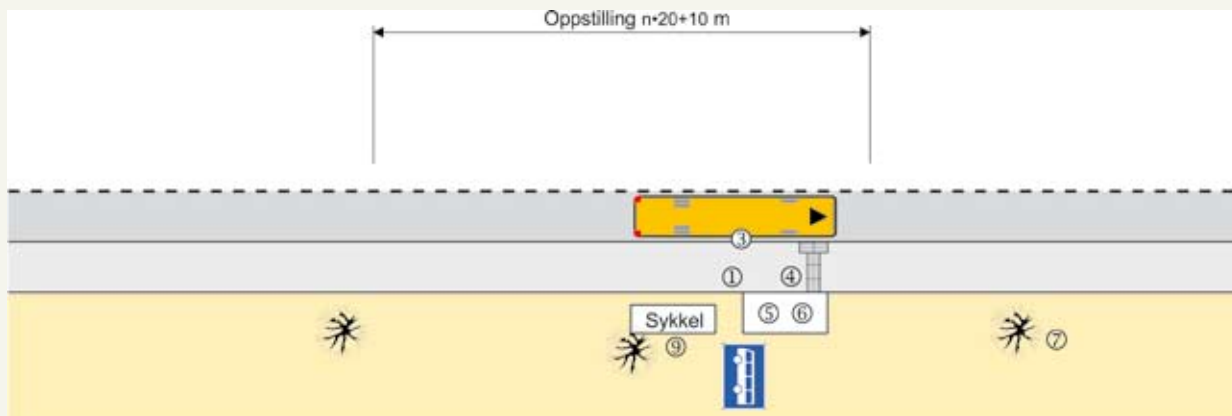 Oppstilling n•20+10 m
③
① ④
⑤ ⑥
Sykkel
⑨ ⑦